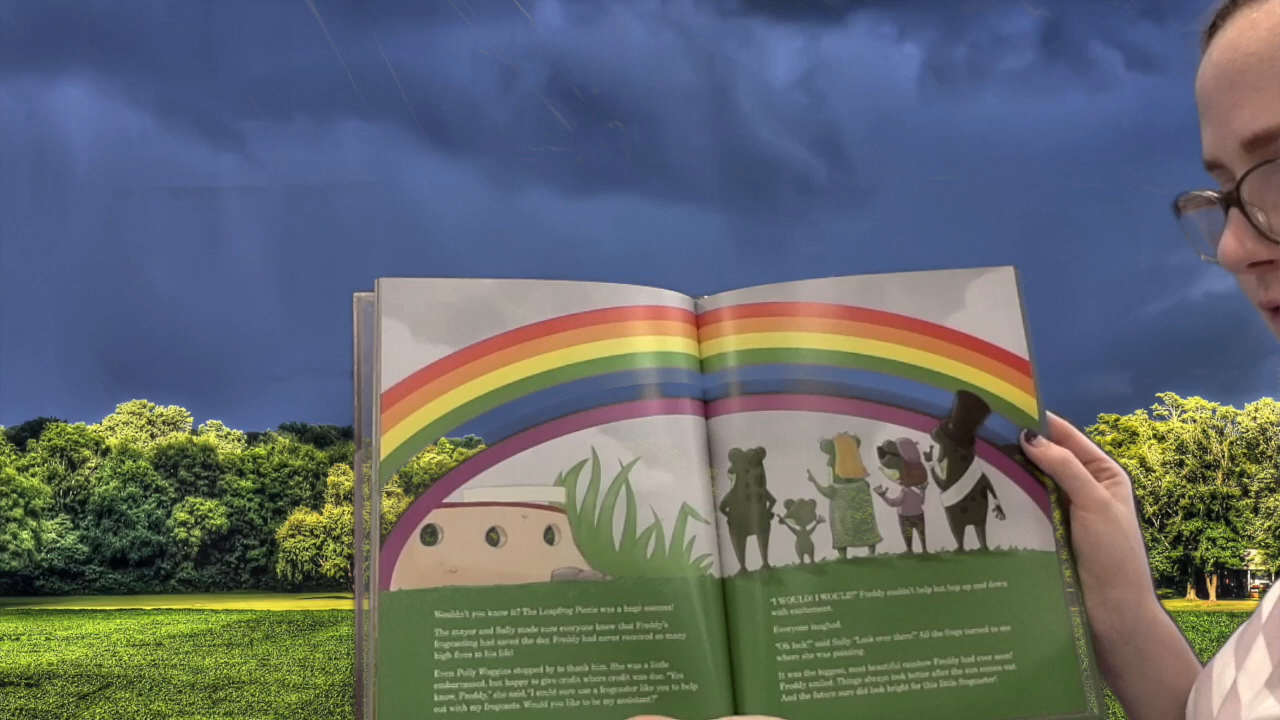 Wouldn't you know it? The Leapfrog Picnic was a huge success!
The mayor and Sally made sure everyone knew that Freddy's
frogcasting had saved the day. Freddy had never received so many
high fives in his life!
Even Polly Woggins stopped by to thank him. She was a little
embarrassed, but happy to give credit where credit was due. "You
know, Freddy," she said, "I could sure use a frogcaster like you to help
out with my frogcasts. Would you like to be my assistant?"
"I WOULD! I WOULD!" Freddy couldn't help but hop up and down
with excitement.
Everyone laughed.
"Oh look!" said Sally. "Look over there!" All the frogs turned to see
where she was pointing.
It was the biggest, most beautiful rainbow Freddy had ever seen!
Freddy smiled. Things always look better after the sun comes out.
And the future sure did look bright for this little frogcaster!